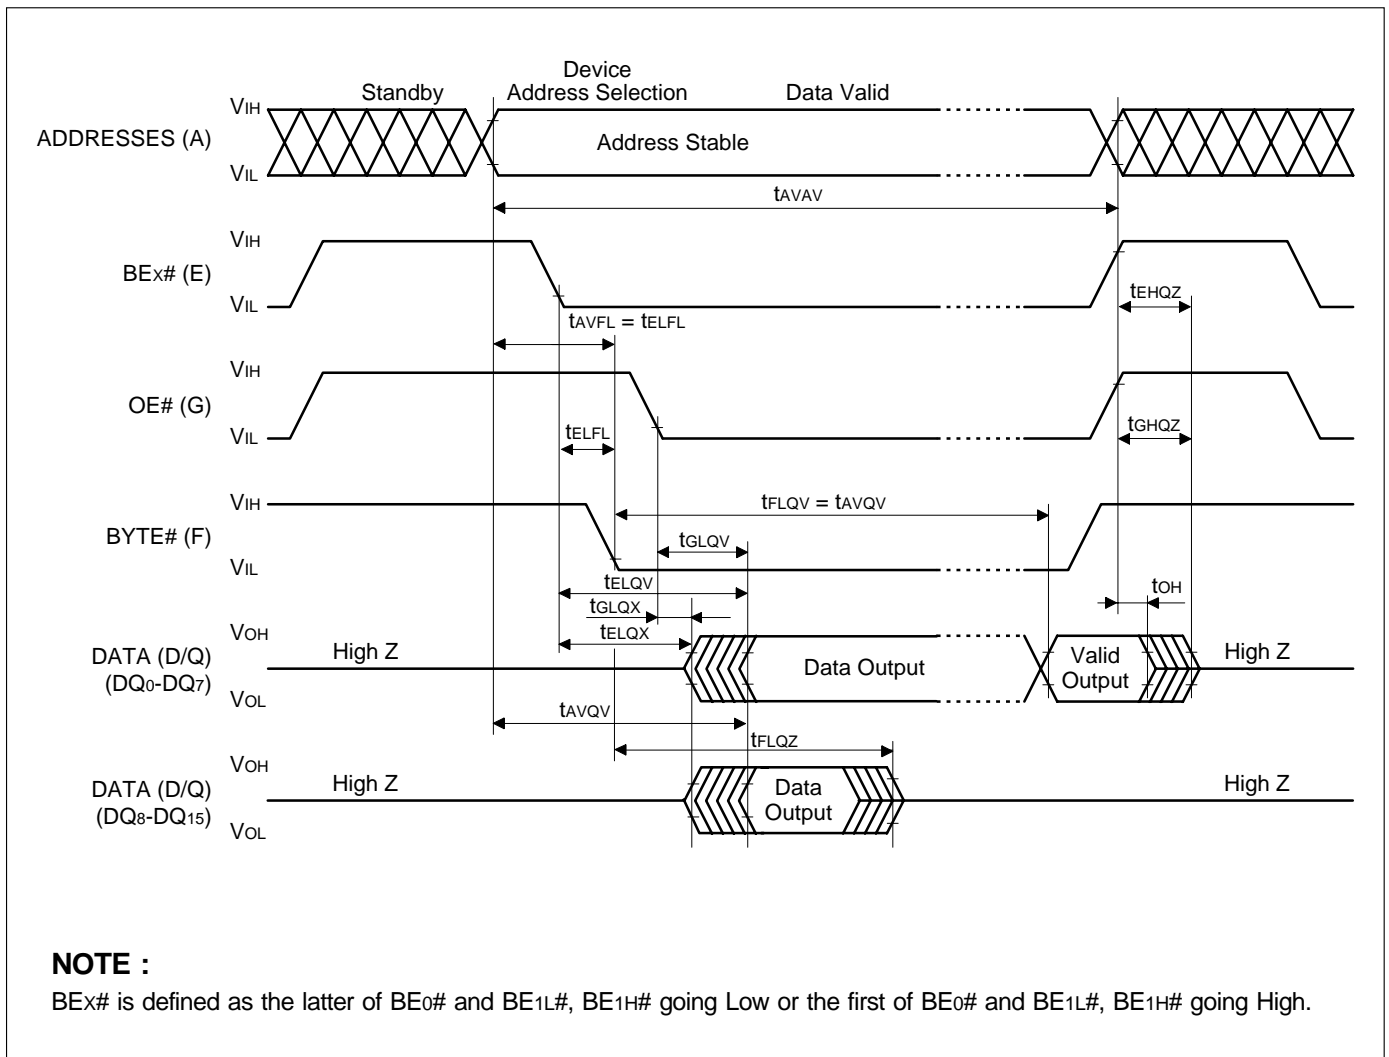 Device
Standby Address Selection Data Valid
VIH
ADDRESSES (A) Address Stable
VIL
tAVAV
VIH
BEX# (E)
VIL tEHQZ
tAVFL = tELFL
VIH
OE# (G)
VIL tELFL tGHQZ
VIH tFLQV = tAVQV
BYTE# (F)
tGLQV
VIL
tELQV
tGLQX tOH
tELQX
VOH
DATA (D/Q) High Z Data Output Valid High Z
(DQ0-DQ7) Output
VOL
tAVQV
tFLQZ
VOH
DATA (D/Q) High Z Data High Z
(DQ8-DQ15) Output
VOL
NOTE :
BEX# is defined as the latter of BE0# and BE1L#, BE1H# going Low or the first of BE0# and BE1L#, BE1H# going High.